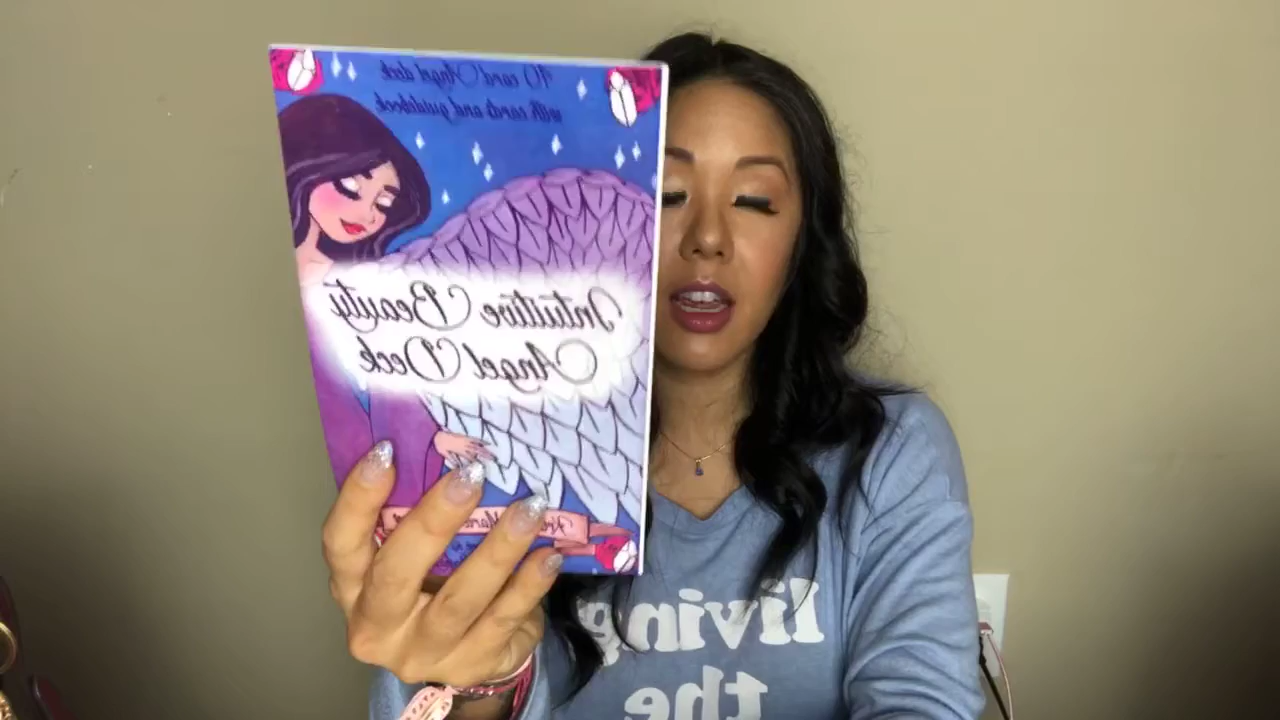 40 card Angel deck
with cards and guidebook
Intuitive Beauty
Angel Deck
living
the